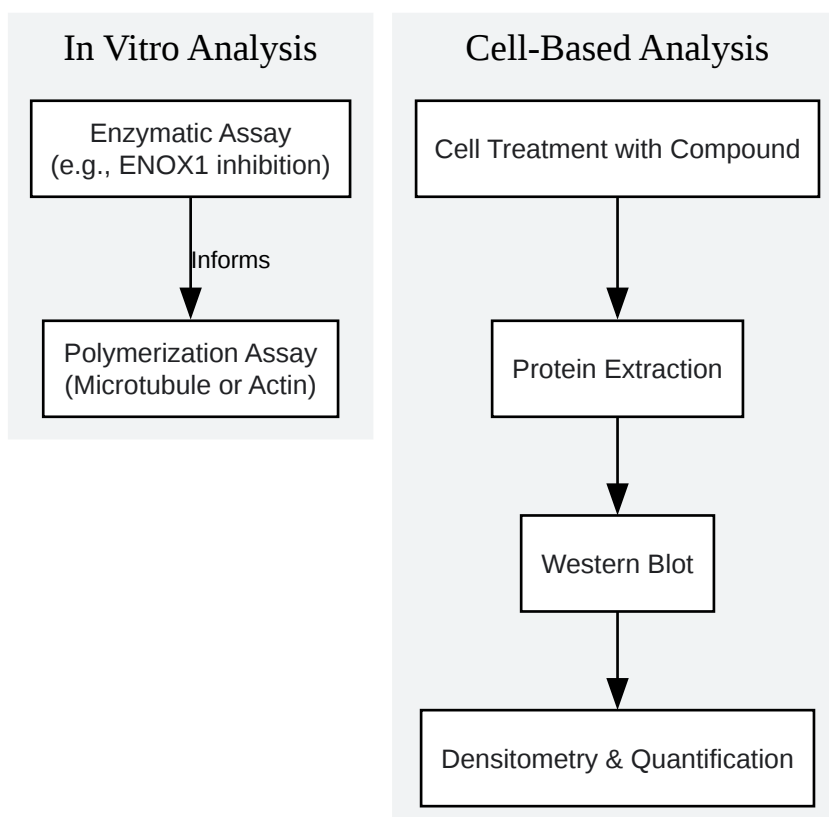 In Vitro Analysis
Enzymatic Assay
(e.g., ENOX1 inhibition)
Informs
Polymerization Assay
(Microtubule or Actin)
Cell-Based Analysis
Cell Treatment with Compound
Protein Extraction
Western Blot
Densitometry & Quantification